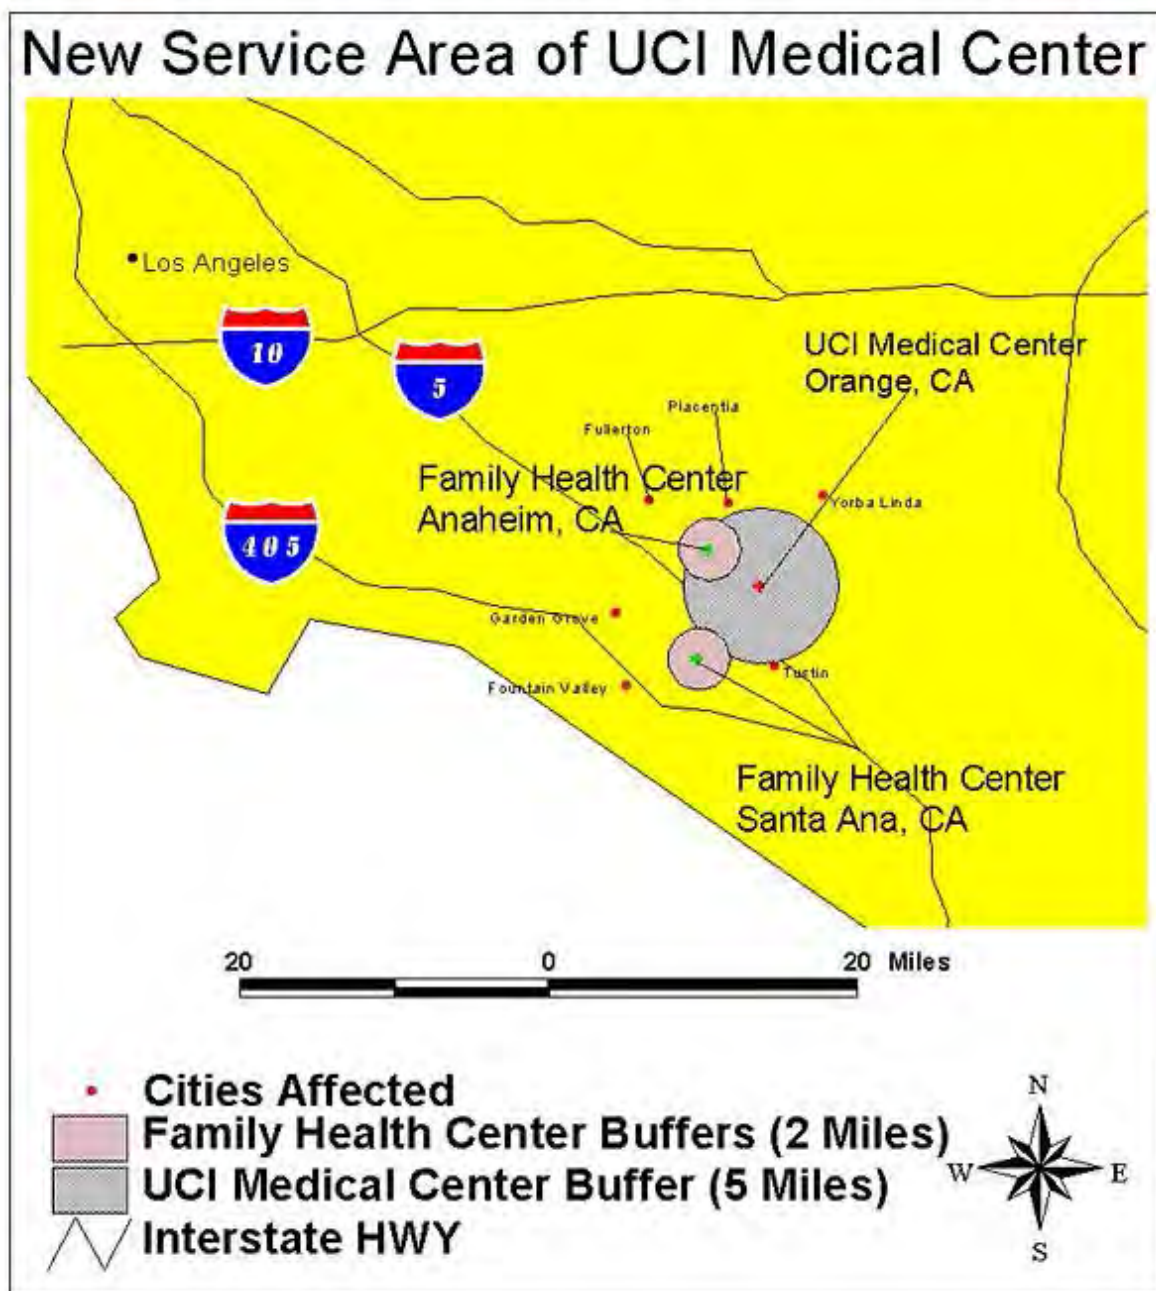 New Service Area of UCI Medical Center
Los Angeles
10
5
UCI Medical Center
Orange, CA
Placentia
Fullerton
Family Health Center
Anaheim, CA
Yorba Linda
405
Garden Grove
Fountain Valley
Tustin
Family Health Center
Santa Ana, CA
20 0 20 Miles
Cities Affected
Family Health Center Buffers (2 Miles)
UCI Medical Center Buffer (5 Miles)
Interstate HWY
N
W E
S